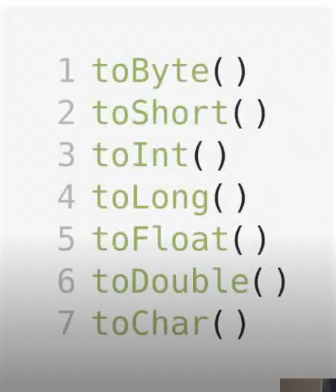 1 toByte()
2 toShort()
3 toInt()
4 toLong()
5 toFloat()
6 toDouble()
7 toChar()